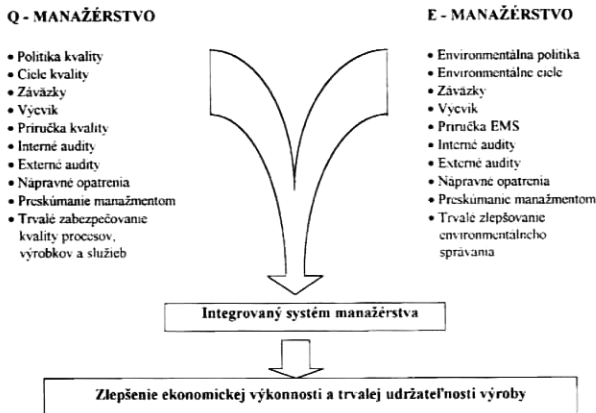 Q - MANAŽÉRSTVO
• Politika kvality
• Ciele kvality
• Záväzky
• Výcvik
• Príručka kvality
• Interné audity
• Externé audity
• Nápravné opatrenia
• Preskúmanie manažmentom
• Trvalé zabezpečovanie
kvality procesov,
výrobkov a služieb
E - MANAŽÉRSTVO
• Environmentálna politika
• Environmentálne ciele
• Záväzky
• Výcvik
• Príručka EMS
• Interné audity
• Externé audity
• Nápravné opatrenia
• Preskúmanie manažmentom
• Trvalé zlepšovanie
environmentálneho
správania
Integrovaný systém manažérstva
Zlepšenie ekonomickej výkonnosti a trvalej udržateľnosti výroby